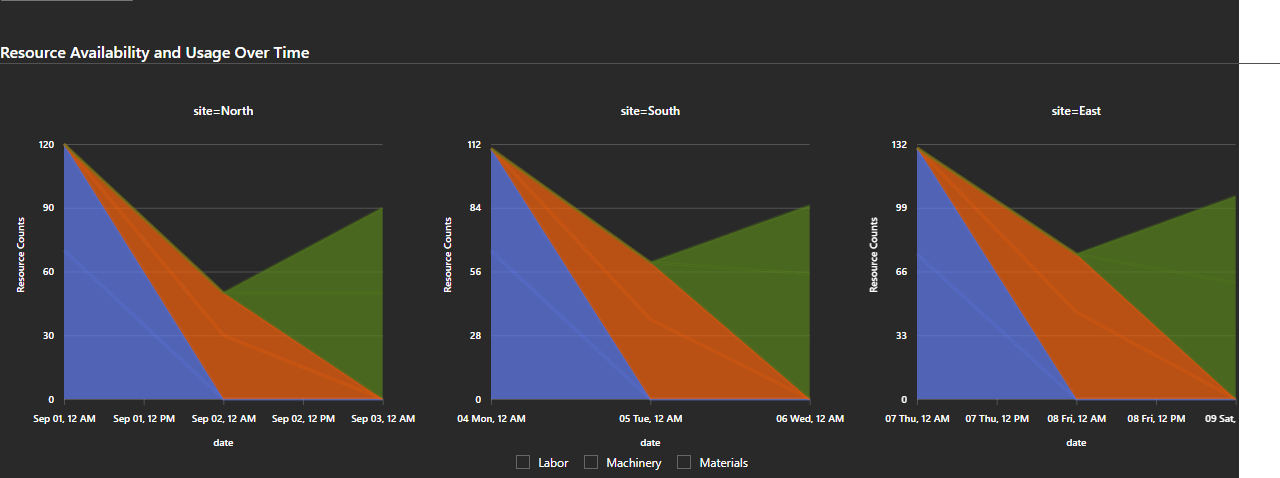 Resource Availability and Usage Over Time
site=North
site=South
site=East
120
90
60
30
0
Resource Counts
Sep 01, 12 AM
Sep 01, 12 PM
Sep 02, 12 AM
Sep 02, 12 PM
Sep 03, 12 AM
date
112
84
56
28
0
Resource Counts
04 Mon, 12 AM
05 Tue, 12 AM
06 Wed, 12 AM
date
132
99
66
33
0
Resource Counts
07 Thu, 12 AM
07 Thu, 12 PM
08 Fri, 12 AM
08 Fri, 12 PM
09 Sat,
date
Labor
Machinery
Materials